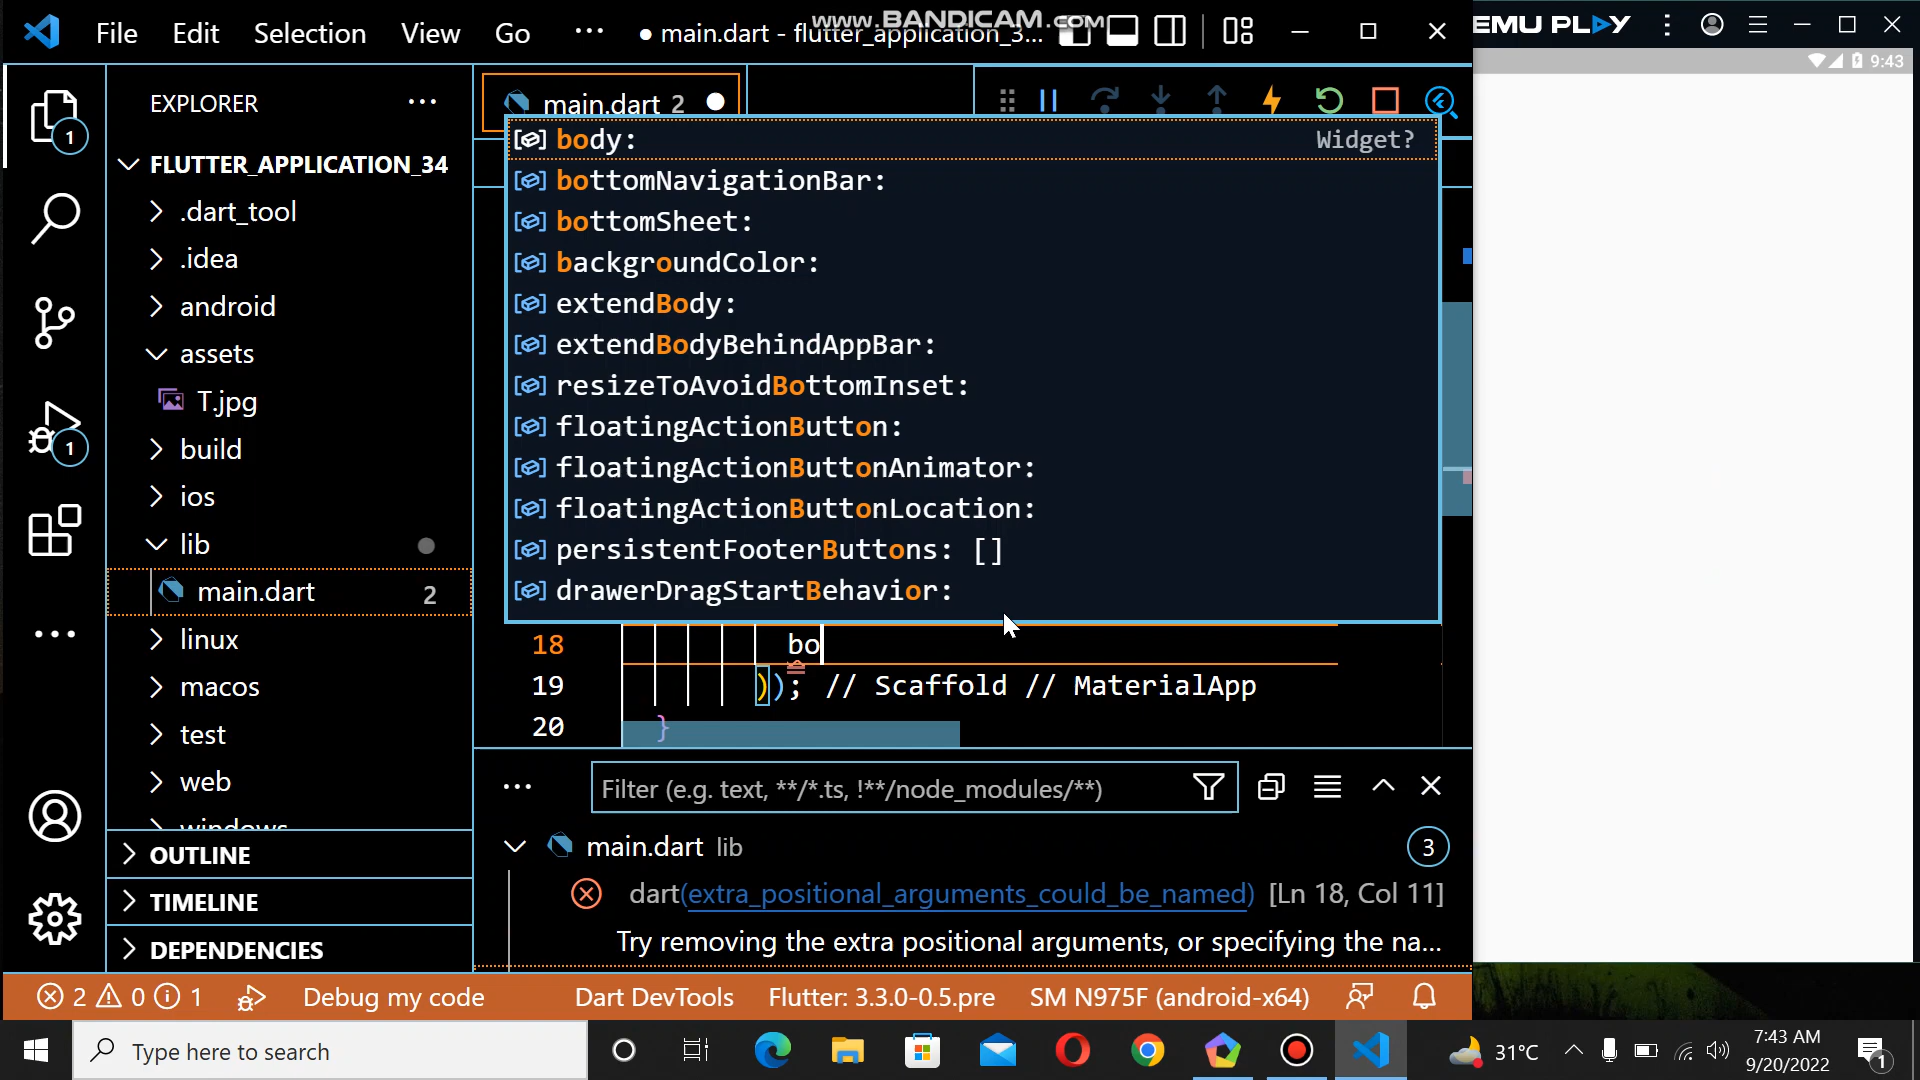 File Edit Selection View Go ... ● main.dart - flutter_application_3...
www.BANDICAM.com
EMU PLAY
9:43
EXPLORER ...
main.dart 2
1
FLUTTER_APPLICATION_34
.dart_tool
.idea
android
assets
T.jpg
build
ios
lib
main.dart 2
linux
macos
test
web
windows
OUTLINE
TIMELINE
DEPENDENCIES
1
body: Widget?
bottomNavigationBar:
bottomSheet:
backgroundColor:
extendBody:
extendBodyBehindAppBar:
resizeToAvoidBottomInset:
floatingActionButton:
floatingActionButtonAnimator:
floatingActionButtonLocation:
persistentFooterButtons: []
drawerDragStartBehavior:
18 bo
19 )); // Scaffold // MaterialApp
20 }
... Filter (e.g. text, **/*.ts, !**/node_modules/**)
main.dart lib 3
dart(extra_positional_arguments_could_be_named) [Ln 18, Col 11]
Try removing the extra positional arguments, or specifying the na...
2 0 1 Debug my code Dart DevTools Flutter: 3.3.0-0.5.pre SM N975F (android-x64)
Type here to search
31°C
7:43 AM
9/20/2022
1